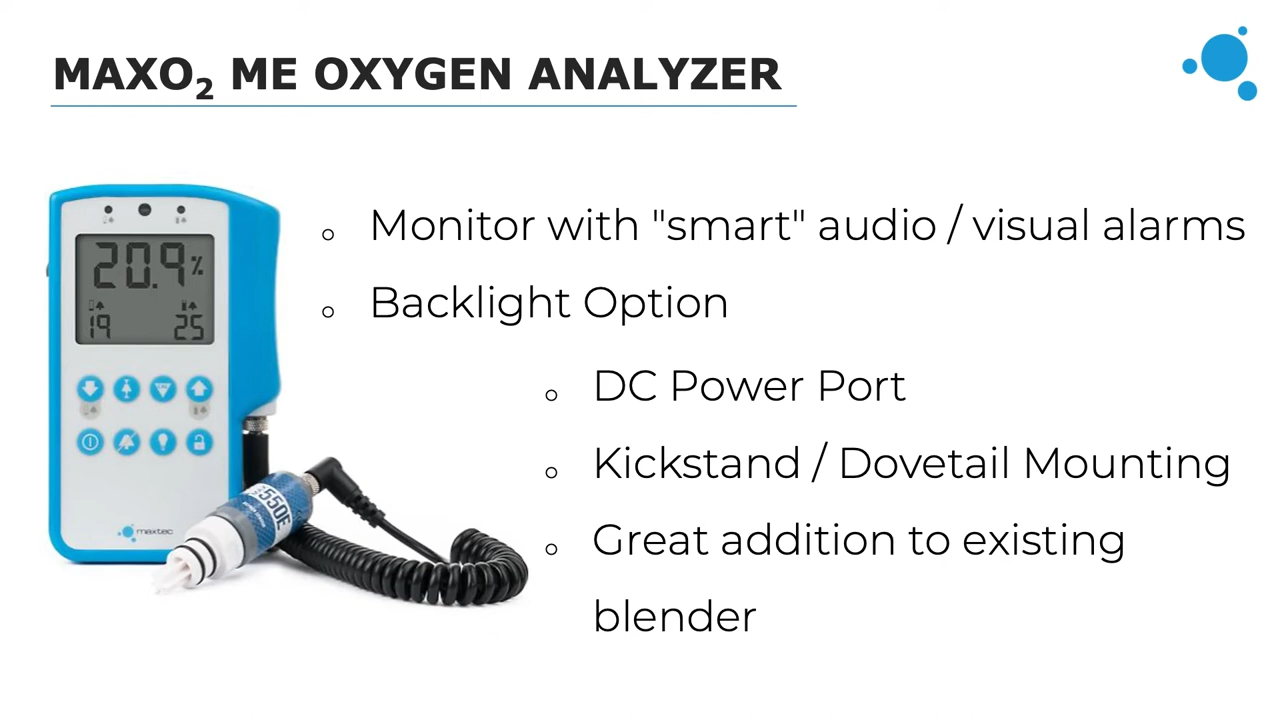 MAXO₂ ME OXYGEN ANALYZER
Monitor with "smart" audio / visual alarms
Backlight Option
DC Power Port
Kickstand / Dovetail Mounting
Great addition to existing
blender
20.9%
19 25
maxtec
550E